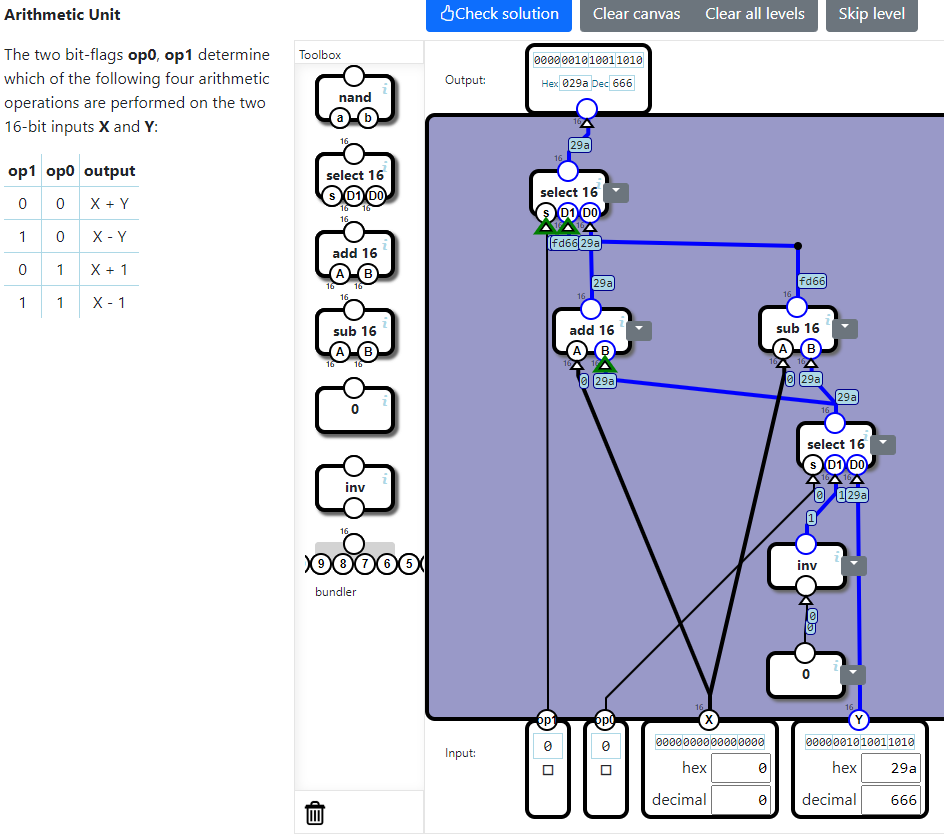 Arithmetic Unit
The two bit-flags op0, op1 determine
which of the following four arithmetic
operations are performed on the two
16-bit inputs X and Y:
op1 op0 output
0 0 X + Y
1 0 X - Y
0 1 X + 1
1 1 X - 1
Check solution
Clear canvas
Clear all levels
Skip level
Toolbox
nand
a b
16
select 16
s D1 D0
16 16
16
add 16
A B
16 16
16
sub 16
A B
16 16
0
inv
16
9 8 7 6 5
bundler
Output:
0000001010011010
Hex 029a Dec 666
16
29a
16
select 16
s D1 D0
16
fd66 29a
29a
fd66
16
add 16
A B
16
0 29a
16
sub 16
A B
16 16
0 29a
29a
16
select 16
s D1 D0
16 16
0 1 29a
1
inv
0
0
0
Input:
op1
0
op0
0
16
X
0000000000000000
hex 0
decimal 0
16
Y
0000001010011010
hex 29a
decimal 666